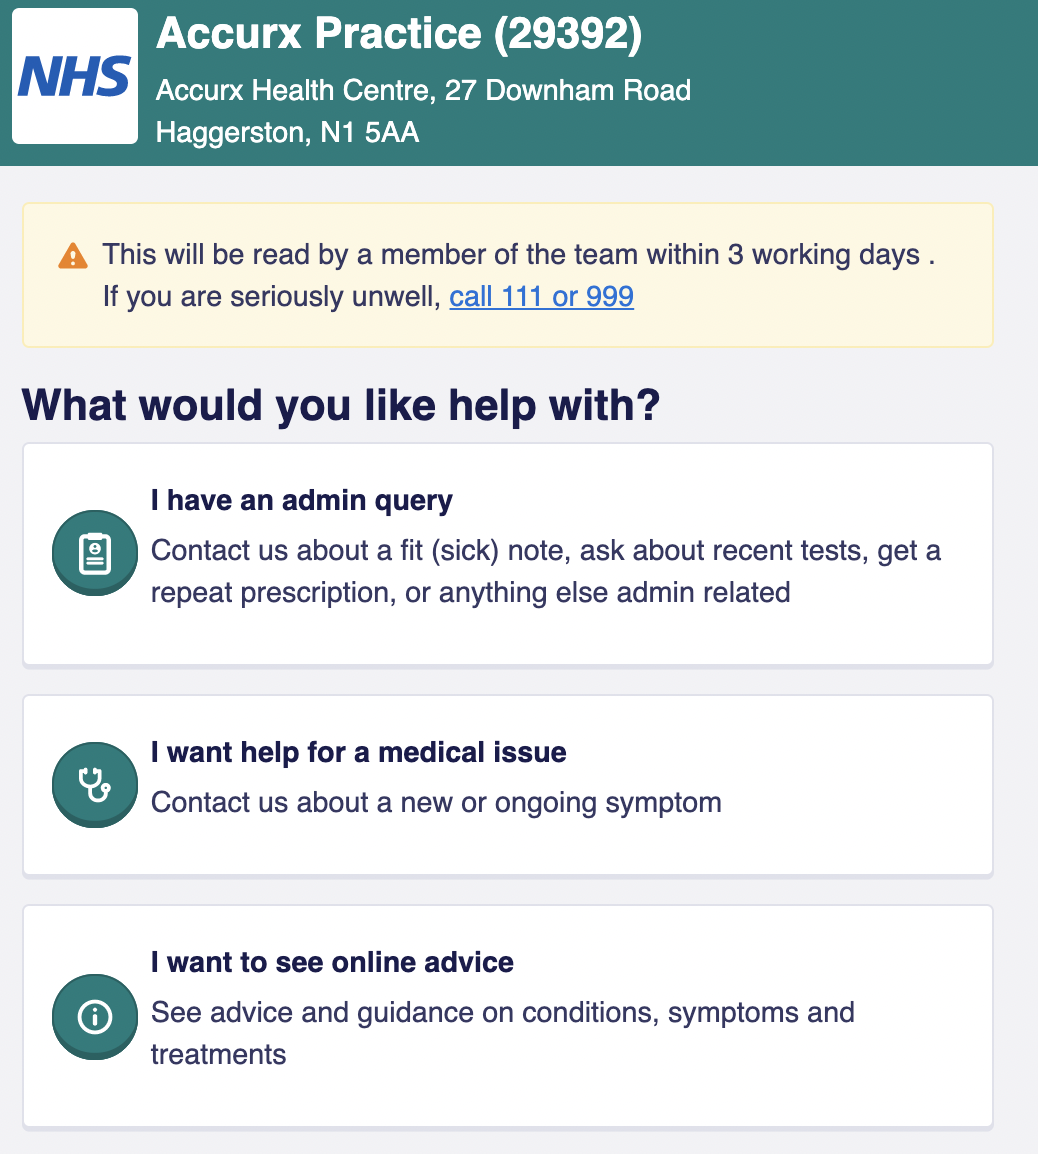 NHS
Accurx Practice (29392)
Accurx Health Centre, 27 Downham Road
Haggerston, N1 5AA
This will be read by a member of the team within 3 working days .
If you are seriously unwell, call 111 or 999
What would you like help with?
I have an admin query
Contact us about a fit (sick) note, ask about recent tests, get a
repeat prescription, or anything else admin related
I want help for a medical issue
Contact us about a new or ongoing symptom
I want to see online advice
See advice and guidance on conditions, symptoms and
treatments